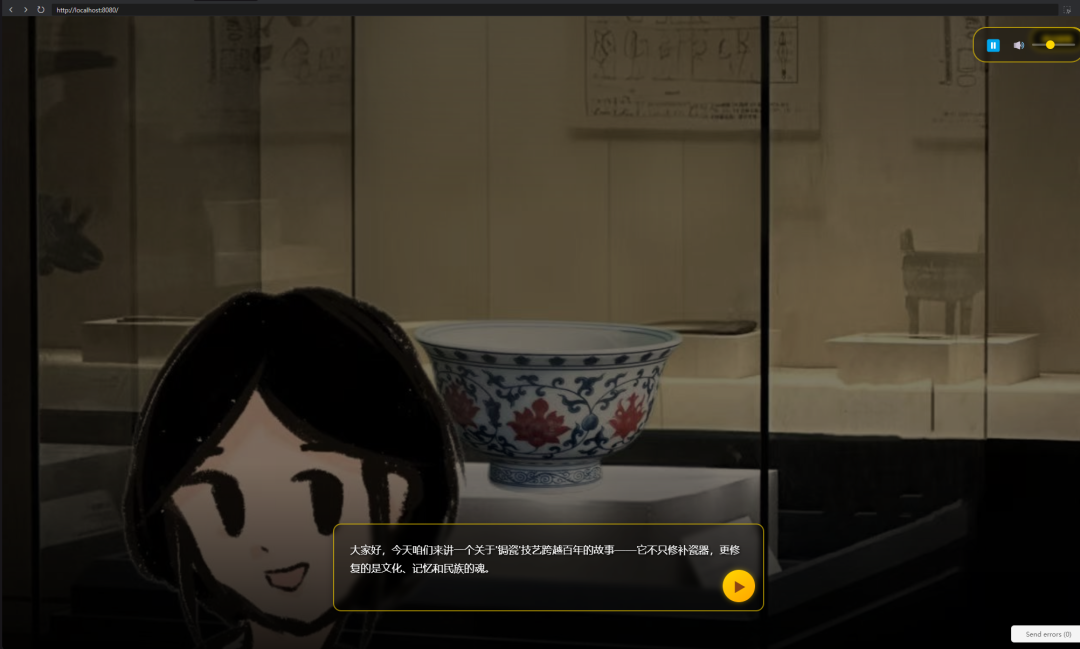 http://localhost:8080/
大家好，今天咱们来讲一个关于'锔瓷'技艺跨越百年的故事——它不只修补瓷器，更修
复的是文化、记忆和民族的魂。
Send errors (0)